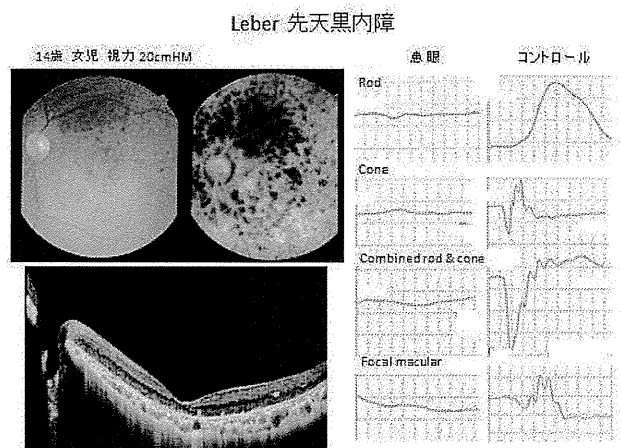 Leber 先天黒内障
14歳 女児 視力 20cmHM
患眼
コントロール
Rod
Cone
Combined rod & cone
Focal macular